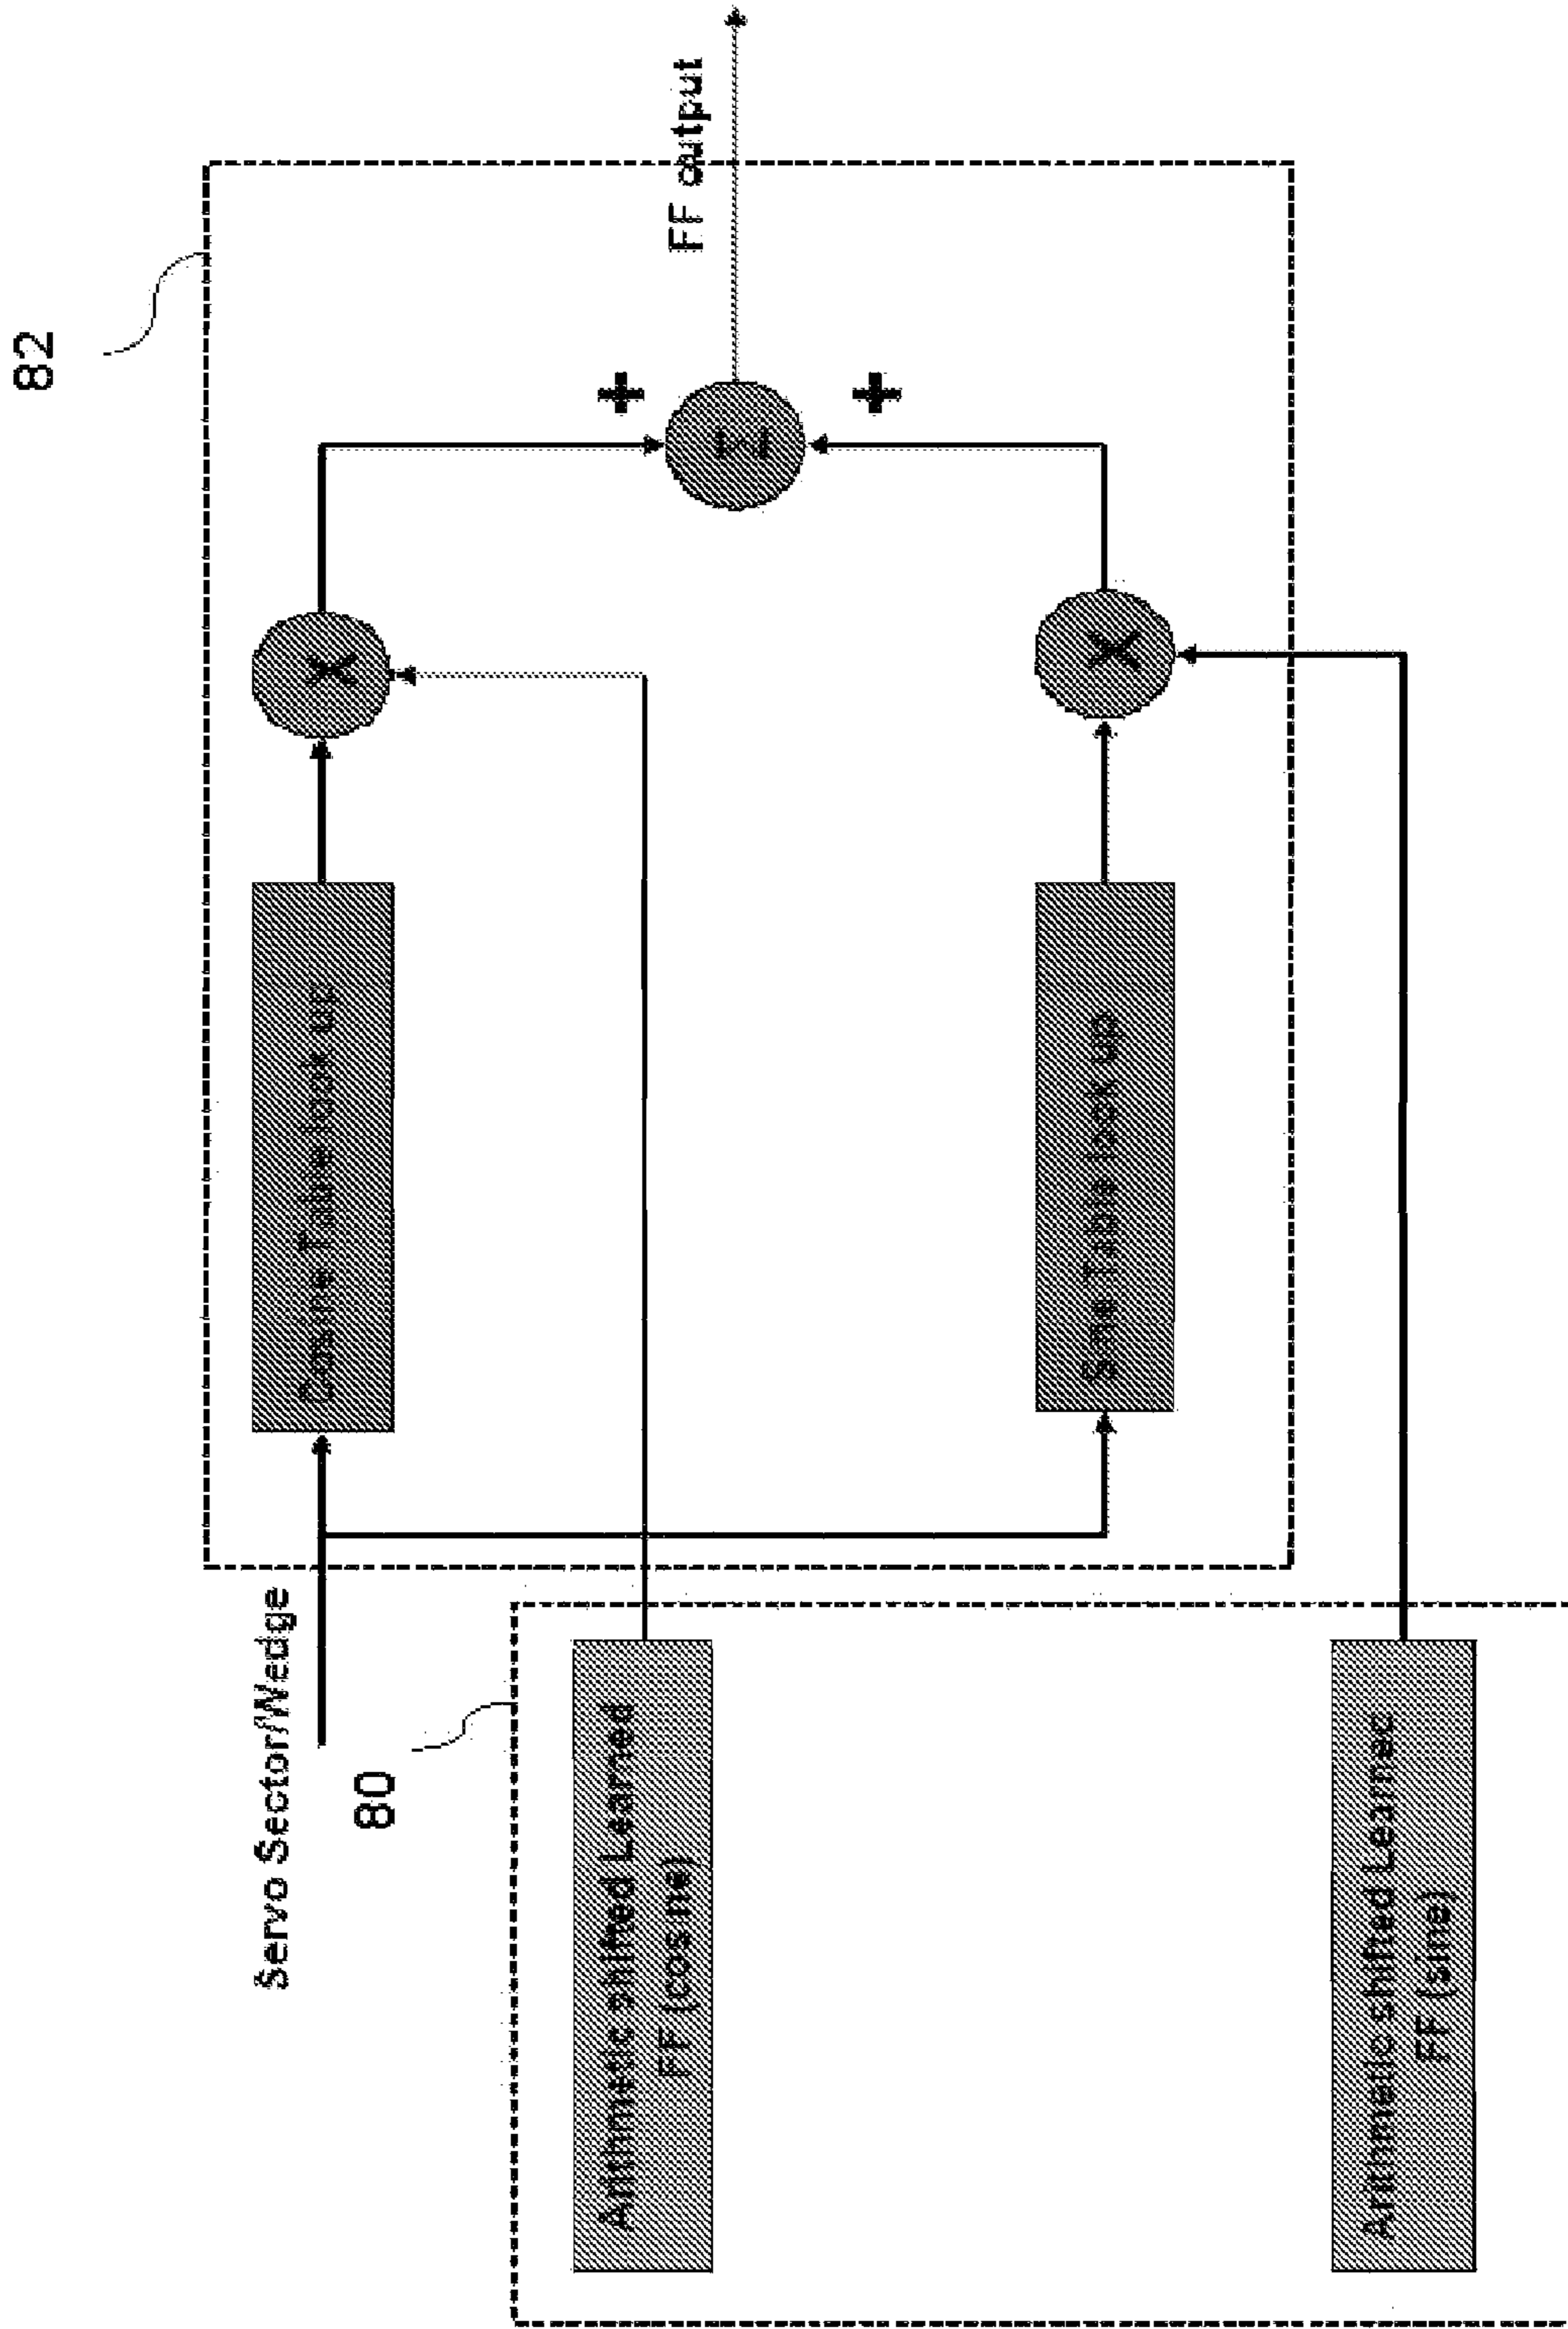 82
FF output
+
+
Σ
X
X
Cosine Table look up
Sine Table look up
Servo Sector/Wedge
80
Arithmetic shifted Learned
FF (cosine)
Arithmetic shifted Learned
FF (sine)